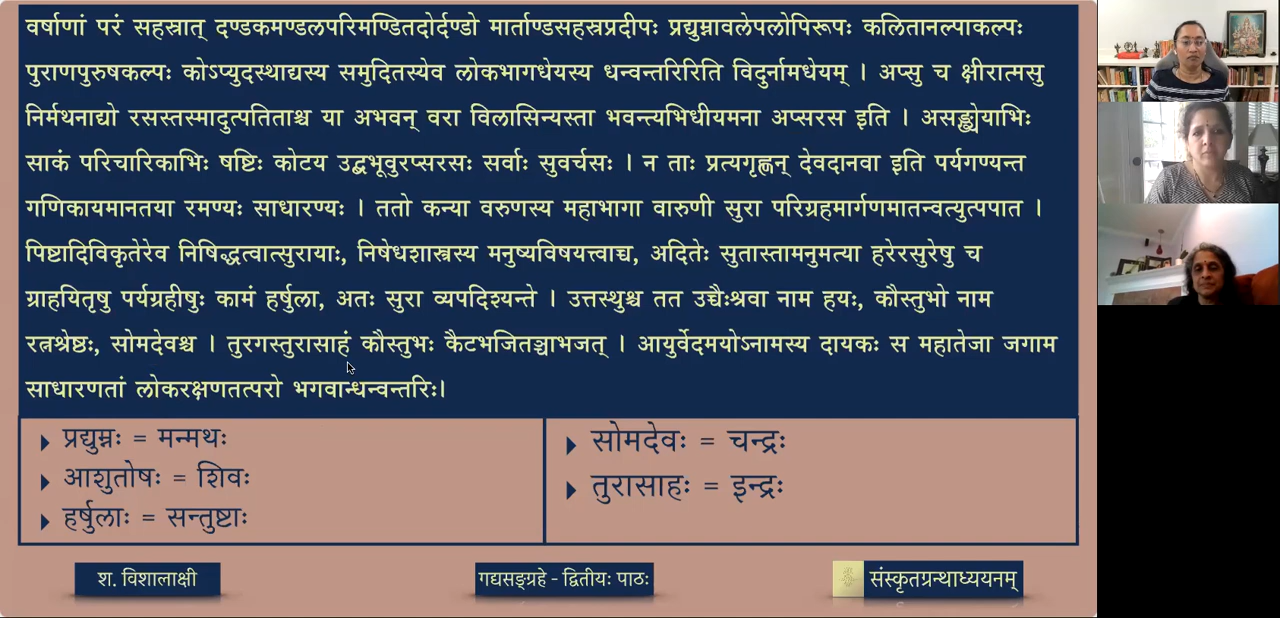 वर्षाणां परं सहस्रात् दण्डकमण्डलपरिमण्डितदोर्दण्डो मार्ताण्डसहस्रप्रदीपः प्रद्युम्नावलेपलोपिरूपः कलितानल्पाकल्पः
पुराणपुरुषकल्पः कोऽप्युदस्थाद्यस्य समुदितस्येव लोकभागधेयस्य धन्वन्तरिरिति विदुर्नामधेयम् । अप्सु च क्षीरात्मसु
निर्मथनाद्यो रसस्तस्मादुत्पतिताश्च या अभवन् वरा विलासिन्यस्ता भवन्त्यभिधीयमना अप्सरस इति । असङ्ख्येयाभिः
साकं परिचारिकाभिः षष्टिः कोटय उद्बभूवुरप्सरसः सर्वाः सुवर्चसः । न ताः प्रत्यगृह्णन् देवदानवा इति पर्यगण्यन्त
गणिकायमानतया रमण्यः साधारण्यः । ततो कन्या वरुणस्य महाभागा वारुणी सुरा परिग्रहमार्गणमातन्वत्युत्पपात ।
पिष्टादिविकृतेरेव निषिद्धत्वात्सुरायाः, निषेधशास्त्रस्य मनुष्यविषयत्त्वाच्च, अदितेः सुतास्तामनुमत्या हरेरसुरेषु च
ग्राहयितृषु पर्यग्रहीषुः कामं हर्षुला, अतः सुरा व्यपदिश्यन्ते । उत्तस्थुश्च तत उच्चैःश्रवा नाम हयः, कौस्तुभो नाम
रत्नश्रेष्ठः, सोमदेवश्च । तुरगस्तुरासाहं कौस्तुभः कैटभजितञ्चाभजत् । आयुर्वेदमयोऽनामस्य दायकः स महातेजा जगाम
साधारणतां लोकरक्षणतत्परो भगवान्धन्वन्तरिः।
प्रद्युम्नः = मन्मथः
आशुतोषः = शिवः
हर्षुलाः = सन्तुष्टाः
सोमदेवः = चन्द्रः
तुरासाहः = इन्द्रः
श. विशालाक्षी
गद्यसङ्ग्रहे - द्वितीयः पाठः
संस्कृतग्रन्थाध्ययनम्